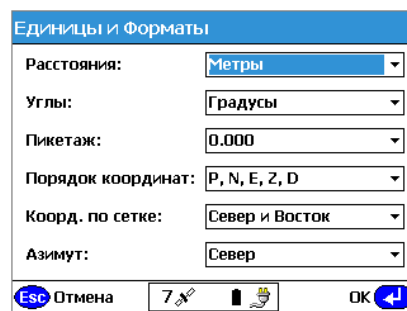 Единицы и Форматы
Расстояния: Метры
Углы: Градусы
Пикетаж: 0.000
Порядок координат: P, N, E, Z, D
Коорд. по сетке: Север и Восток
Азимут: Север
Esc Отмена 7 OK